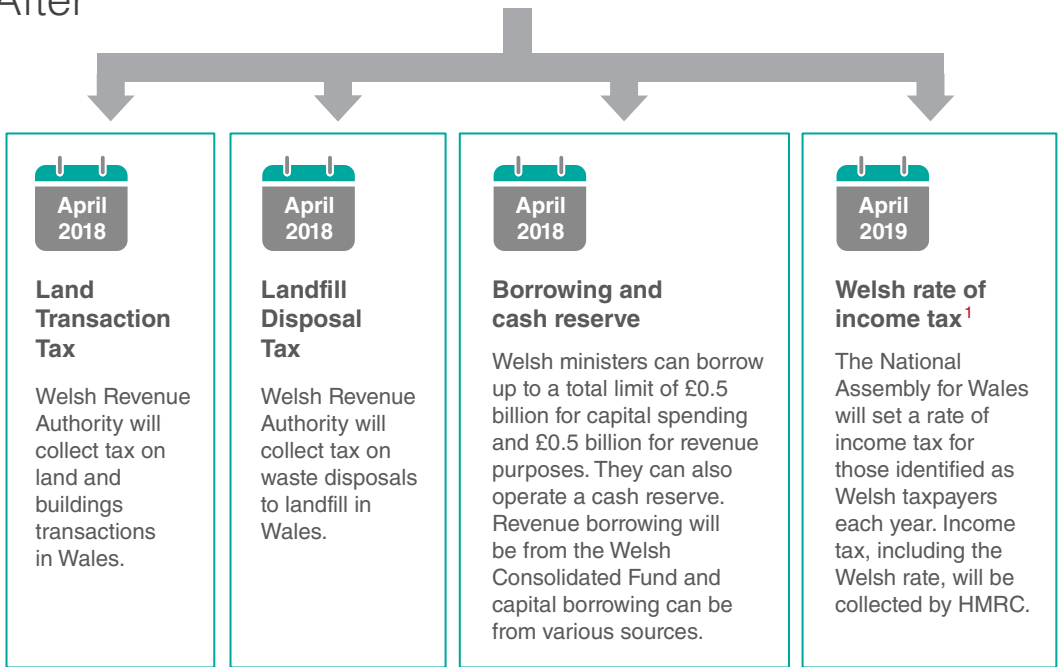 After
April
2018
Land
Transaction
Tax
Welsh Revenue
Authority will
collect tax on
land and
buildings
transactions
in Wales.
April
2018
Landfill
Disposal
Tax
Welsh Revenue
Authority will
collect tax on
waste disposals
to landfill in
Wales.
April
2018
Borrowing and
cash reserve
Welsh ministers can borrow
up to a total limit of £0.5
billion for capital spending
and £0.5 billion for revenue
purposes. They can also
operate a cash reserve.
Revenue borrowing will
be from the Welsh
Consolidated Fund and
capital borrowing can be
from various sources.
April
2019
Welsh rate of
income tax 1
The National
Assembly for Wales
will set a rate of
income tax for
those identified as
Welsh taxpayers
each year. Income
tax, including the
Welsh rate, will be
collected by HMRC.